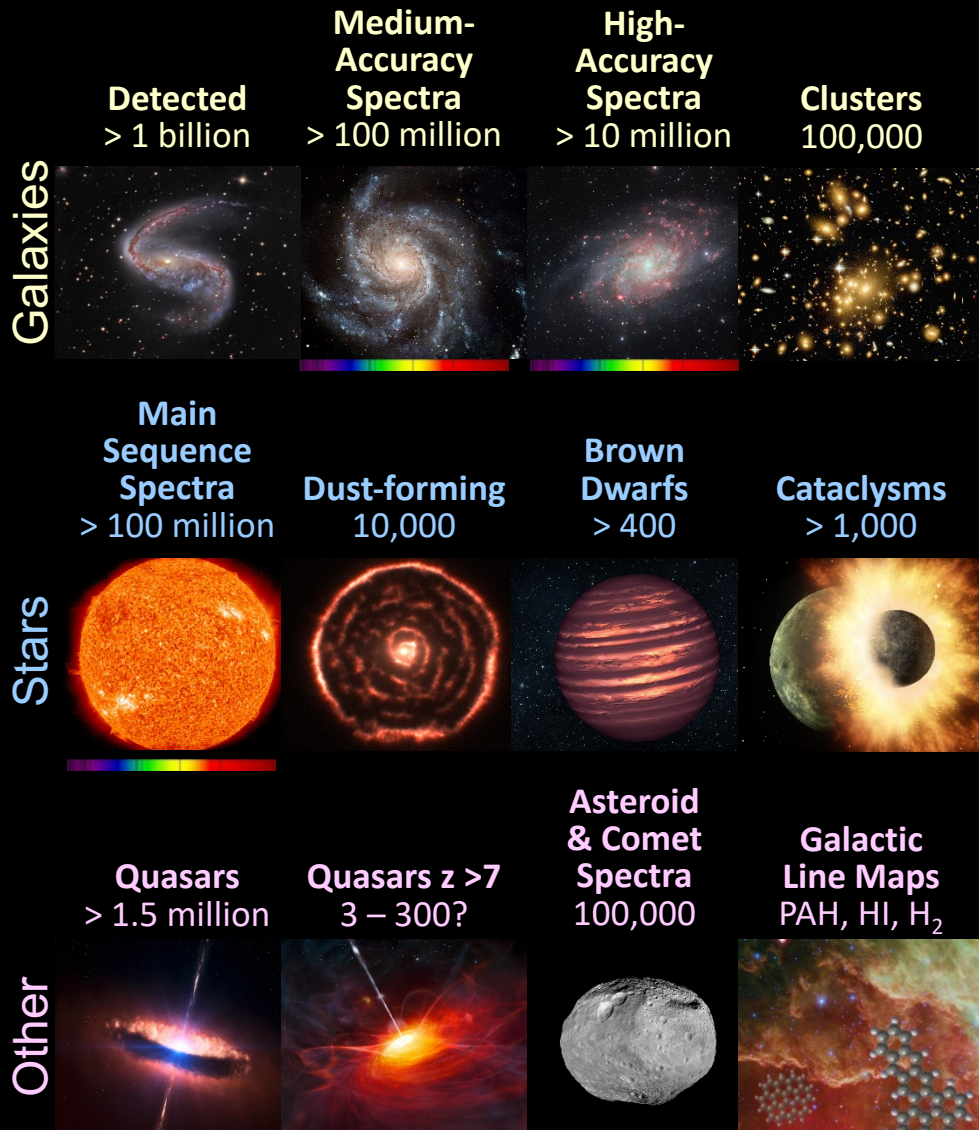 Galaxies
Detected
> 1 billion
Medium-
Accuracy
Spectra
> 100 million
High-
Accuracy
Spectra
> 10 million
Clusters
100,000
Stars
Main
Sequence
Spectra
> 100 million
Dust-forming
10,000
Brown
Dwarfs
> 400
Cataclysms
> 1,000
Other
Quasars
> 1.5 million
Quasars z >7
3 – 300?
Asteroid
& Comet
Spectra
100,000
Galactic
Line Maps
PAH, HI, H₂